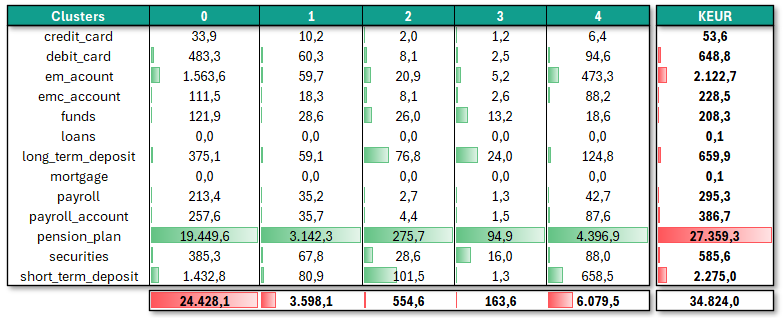 Clusters 0 1 2 3 4 KEUR
credit_card 33,9 10,2 2,0 1,2 6,4 53,6
debit_card 483,3 60,3 8,1 2,5 94,6 648,8
em_acount 1.563,6 59,7 20,9 5,2 473,3 2.122,7
emc_account 111,5 18,3 8,1 2,6 88,2 228,5
funds 121,9 28,6 26,0 13,2 18,6 208,3
loans 0,0 0,0 0,0 0,0 0,0 0,1
long_term_deposit 375,1 59,1 76,8 24,0 124,8 659,9
mortgage 0,0 0,0 0,0 0,0 0,0 0,1
payroll 213,4 35,2 2,7 1,3 42,7 295,3
payroll_account 257,6 35,7 4,4 1,5 87,6 386,7
pension_plan 19.449,6 3.142,3 275,7 94,9 4.396,9 27.359,3
securities 385,3 67,8 28,6 16,0 88,0 585,6
short_term_deposit 1.432,8 80,9 101,5 1,3 658,5 2.275,0
24.428,1 3.598,1 554,6 163,6 6.079,5 34.824,0